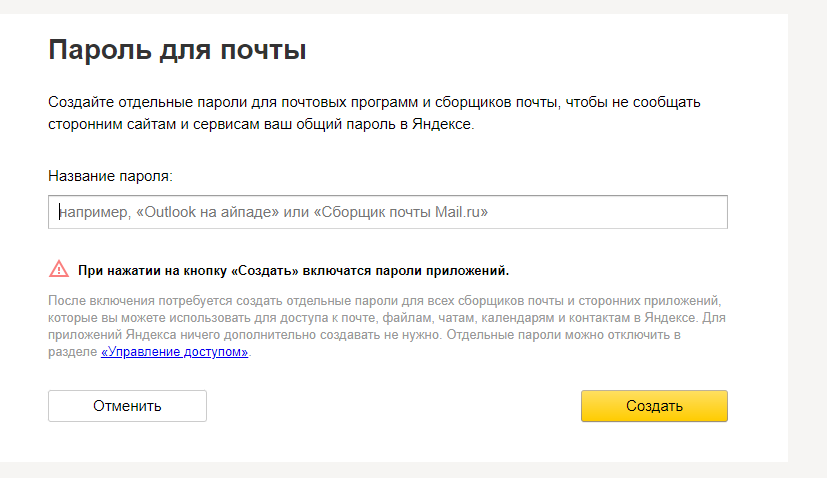 Пароль для почты
Создайте отдельные пароли для почтовых программ и сборщиков почты, чтобы не сообщать
сторонним сайтам и сервисам ваш общий пароль в Яндексе.
Название пароля:
например, «Outlook на айпаде» или «Сборщик почты Mail.ru»
При нажатии на кнопку «Создать» включатся пароли приложений.
После включения потребуется создать отдельные пароли для всех сборщиков почты и сторонних приложений,
которые вы можете использовать для доступа к почте, файлам, чатам, календарям и контактам в Яндексе. Для
приложений Яндекса ничего дополнительно создавать не нужно. Отдельные пароли можно отключить в
разделе «Управление доступом».
Отменить
Создать